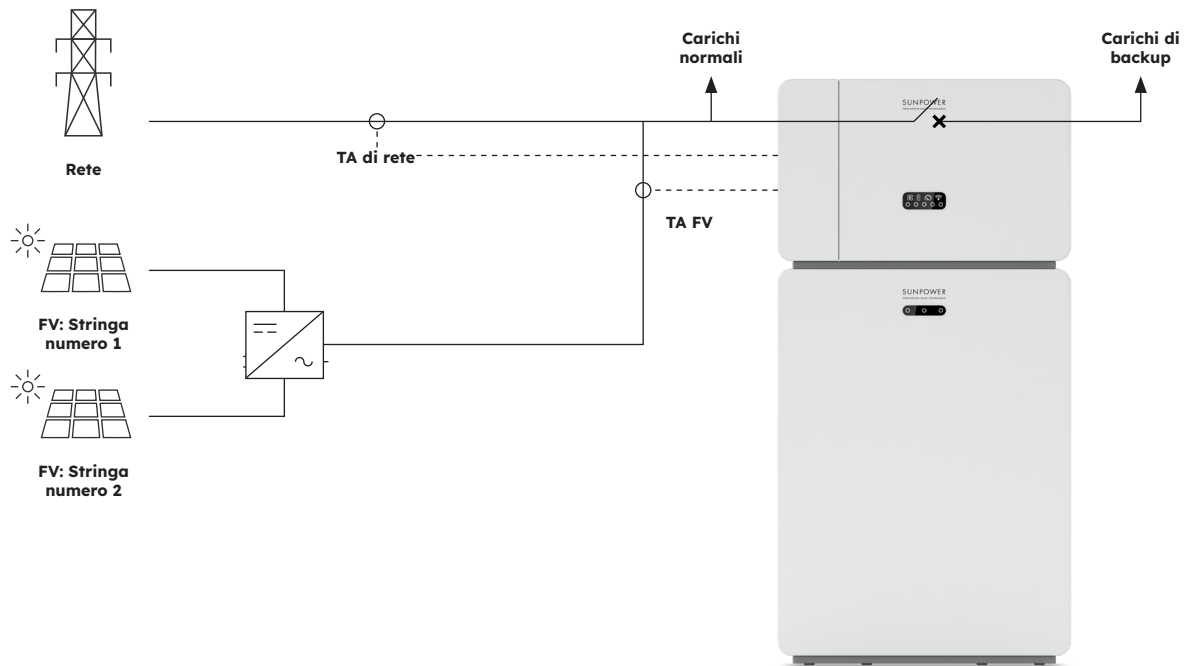 Carichi
normali
Carichi di
backup
SUNPOWER
TA di rete
Rete
TA FV
FV: Stringa
numero 1
SUNPOWER
FV: Stringa
numero 2